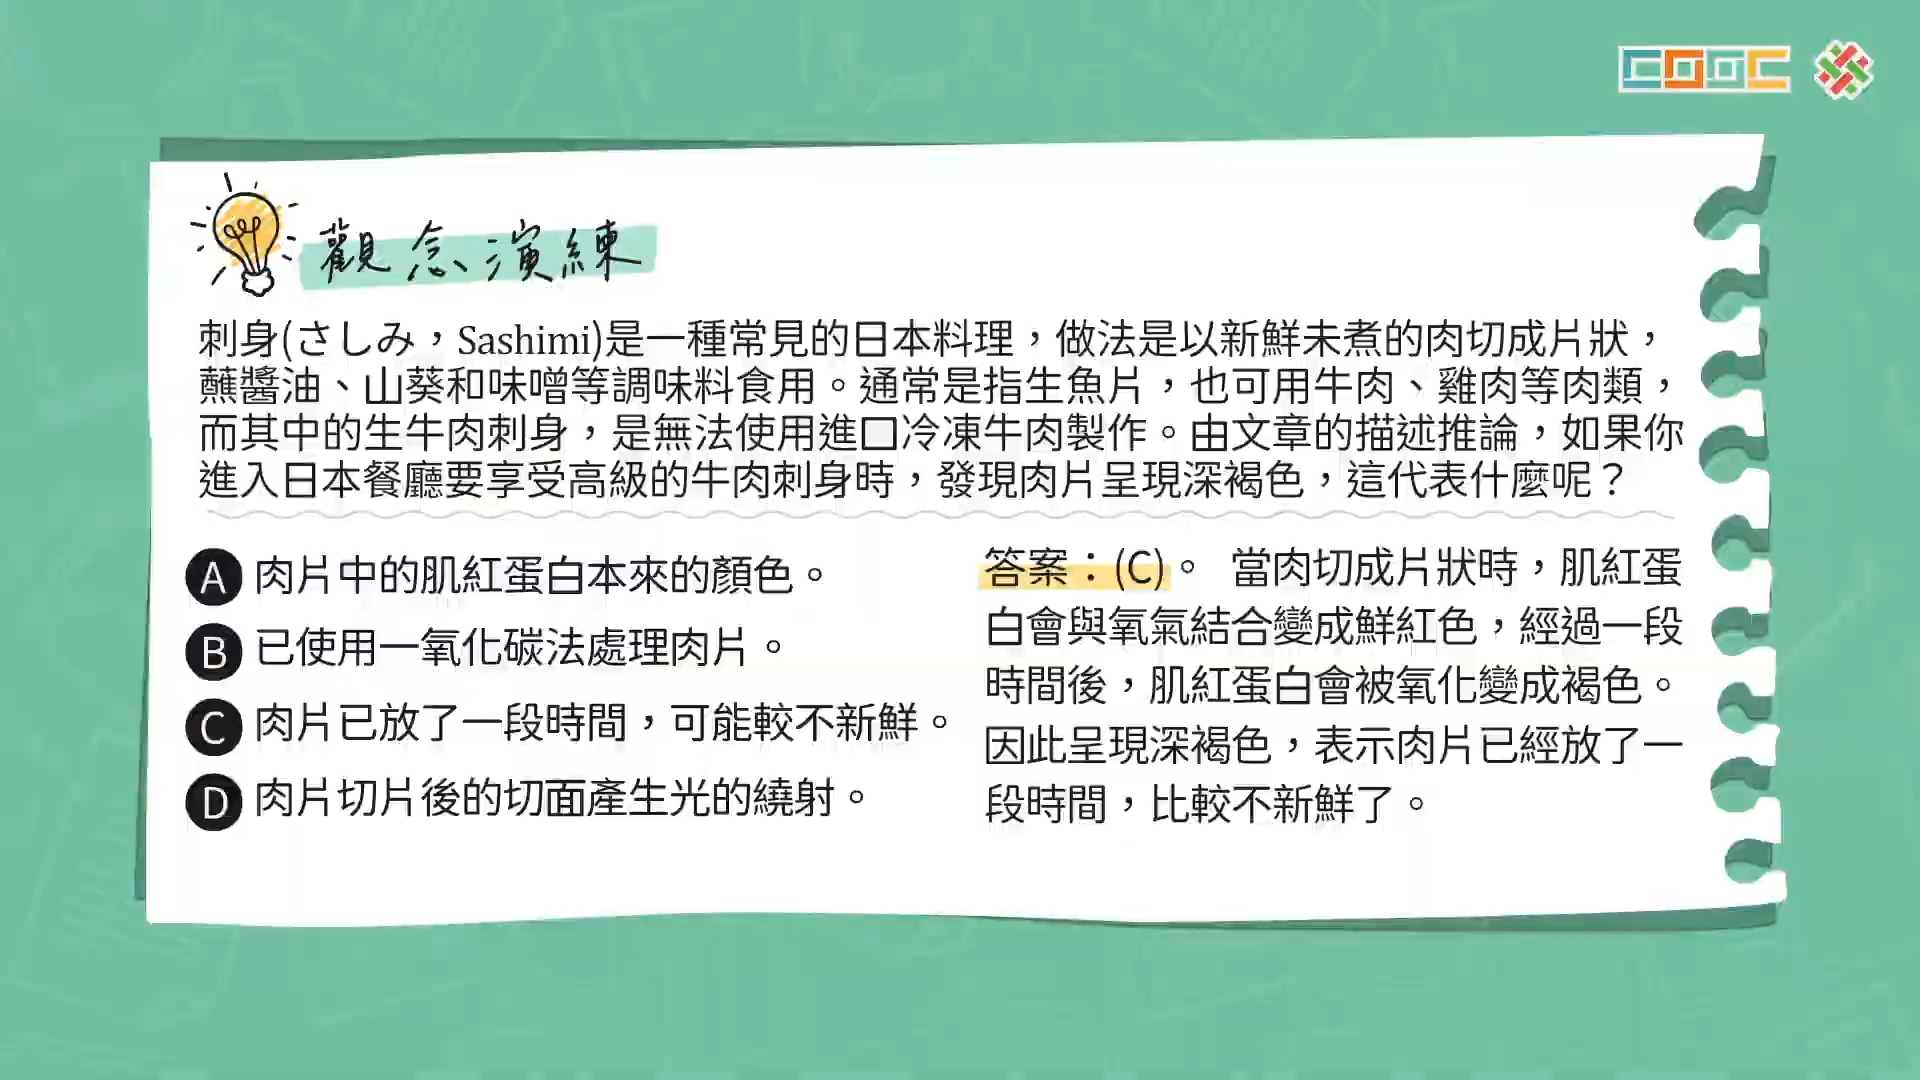 COOC
觀念演練
刺身(さしみ，Sashimi)是一種常見的日本料理，做法是以新鮮未煮的肉切成片狀，
蘸醬油、山葵和味噌等調味料食用。通常是指生魚片，也可用牛肉、雞肉等肉類，
而其中的生牛肉刺身，是無法使用進口冷凍牛肉製作。由文章的描述推論，如果你
進入日本餐廳要享受高級的牛肉刺身時，發現肉片呈現深褐色，這代表什麼呢？
A 肉片中的肌紅蛋白本來的顏色。
B 已使用一氧化碳法處理肉片。
C 肉片已放了一段時間，可能較不新鮮。
D 肉片切片後的切面產生光的繞射。
答案：(C)。 當肉切成片狀時，肌紅蛋
白會與氧氣結合變成鮮紅色，經過一段
時間後，肌紅蛋白會被氧化變成褐色。
因此呈現深褐色，表示肉片已經放了一
段時間，比較不新鮮了。